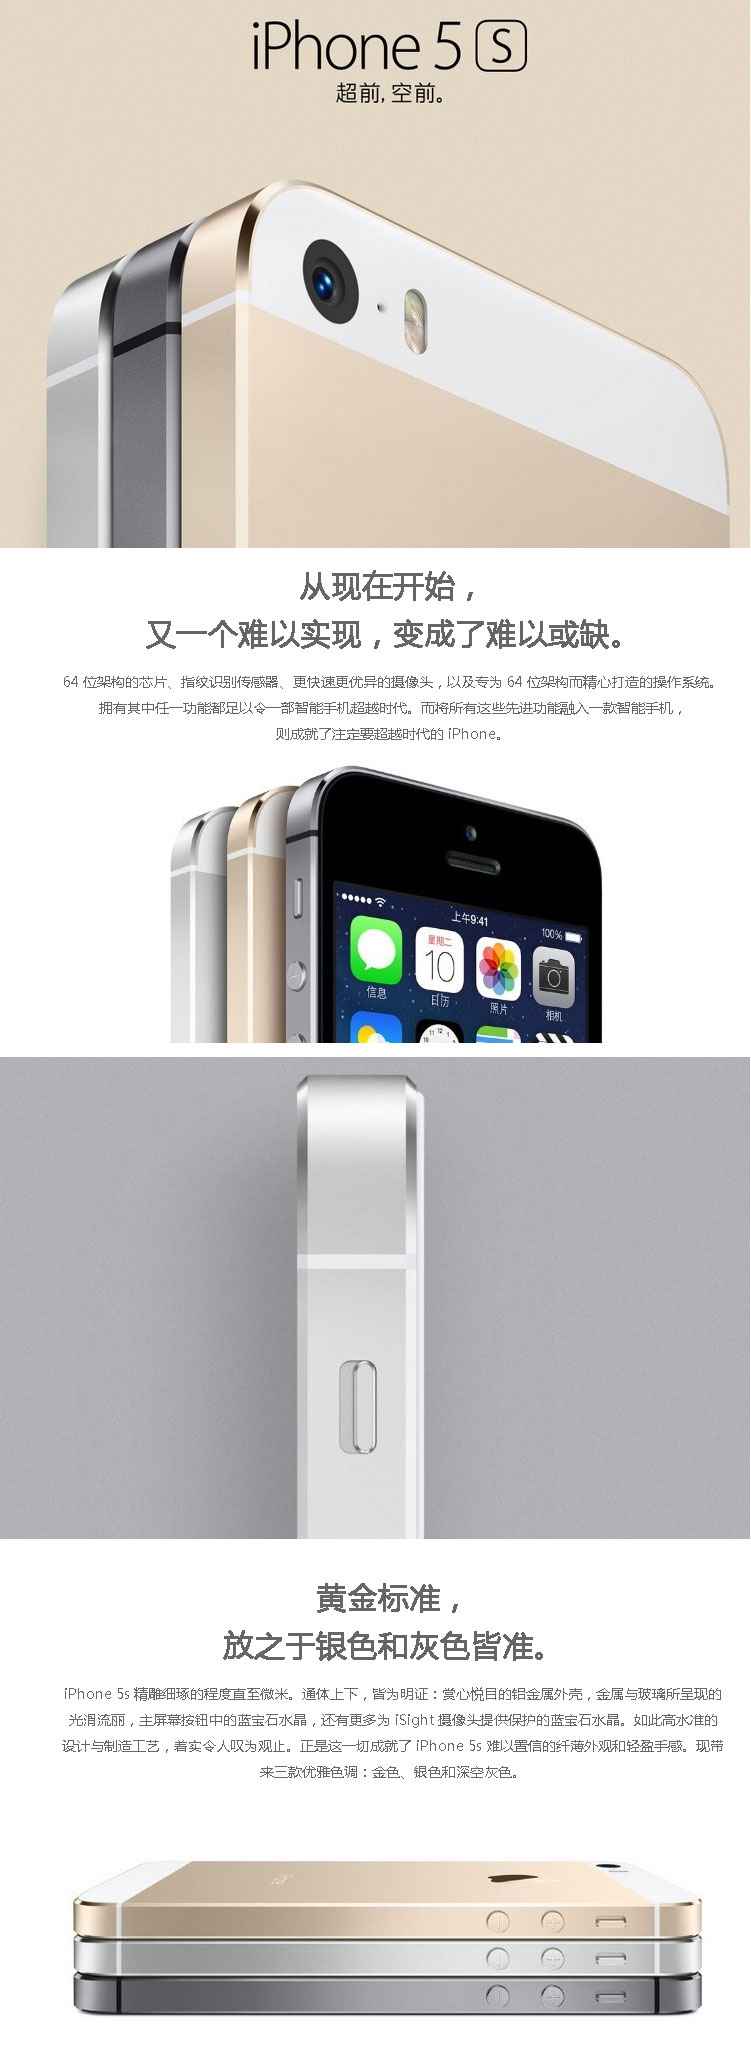 iPhone 5 S
超前, 空前。
从现在开始，
又一个难以实现，变成了难以或缺。
64 位架构的芯片、指纹识别传感器、更快速更优异的摄像头，以及专为 64 位架构而精心打造的操作系统。
拥有其中任一功能都足以令一部智能手机超越时代。而将所有这些先进功能融入一款智能手机，
则成就了注定要超越时代的 iPhone。
上午9:41
100%
星期二
10
信息
日历
照片
相机
黄金标准，
放之于银色和灰色皆准。
iPhone 5s 精雕细琢的程度直至微米。通体上下，皆为明证：赏心悦目的铝金属外壳，金属与玻璃所呈现的
光滑流丽，主屏幕按钮中的蓝宝石水晶，还有更多为 iSight 摄像头提供保护的蓝宝石水晶。如此高水准的
设计与制造工艺，着实令人叹为观止。正是这一切成就了 iPhone 5s 难以置信的纤薄外观和轻盈手感。现带
来三款优雅色调：金色、银色和深空灰色。